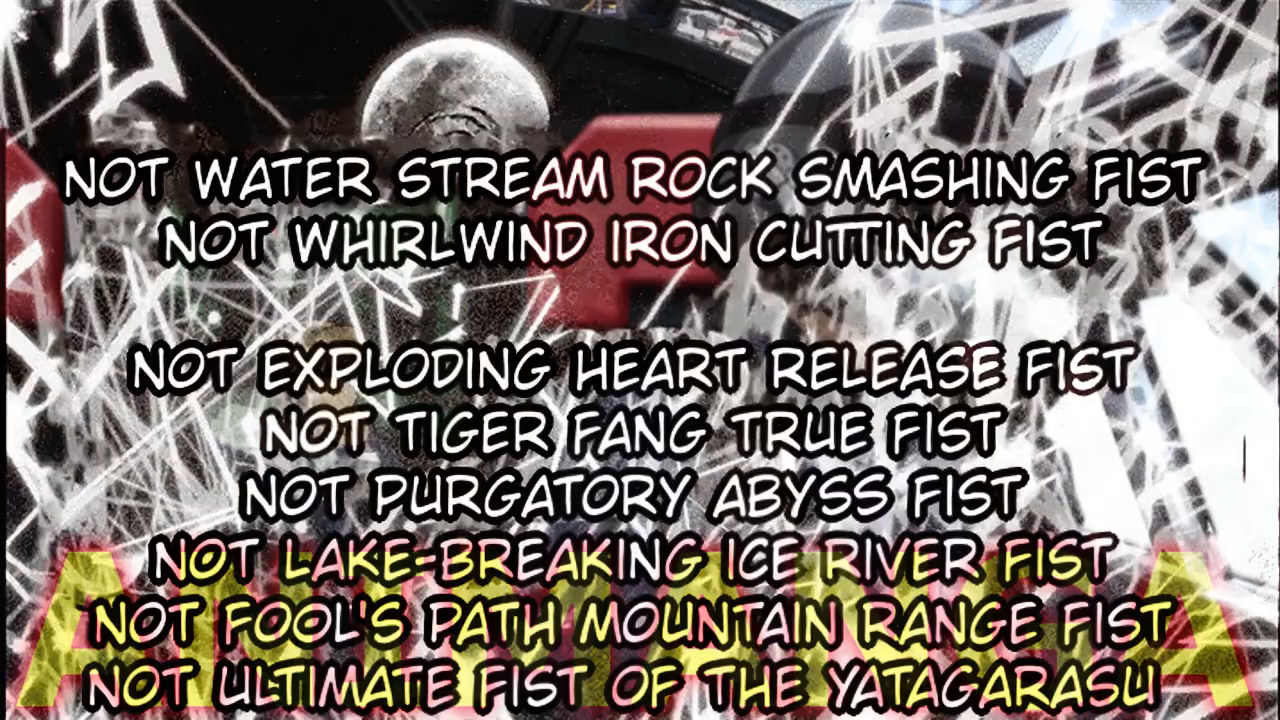 NOT WATER STREAM ROCK SMASHING FIST
NOT WHIRLWIND IRON CUTTING FIST
NOT EXPLODING HEART RELEASE FIST
NOT TIGER FANG TRUE FIST
NOT PURGATORY ABYSS FIST
NOT LAKE-BREAKING ICE RIVER FIST
NOT FOOL'S PATH MOUNTAIN RANGE FIST
NOT ULTIMATE FIST OF THE YATAGARASU